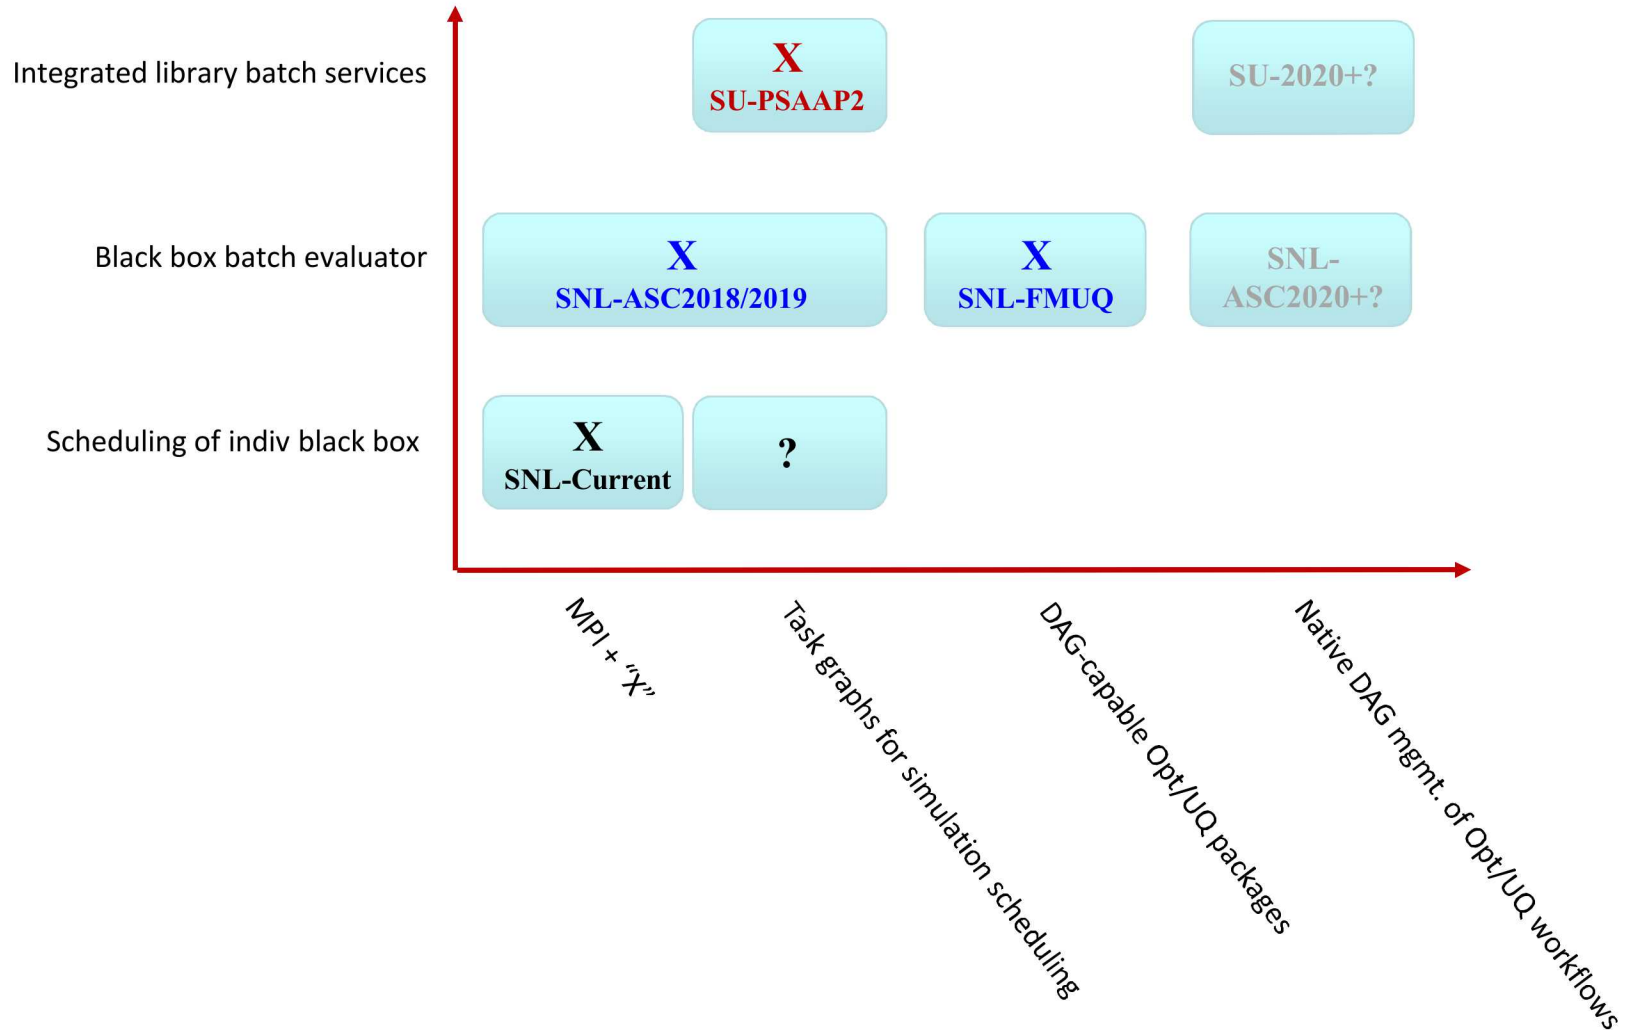 Integrated library batch services
X
SU-PSAAP2
SU-2020+?
Black box batch evaluator
X
SNL-ASC2018/2019
X
SNL-FMUQ
SNL-
ASC2020+?
Scheduling of indiv black box
X
SNL-Current
?
MPI + “X”
Task graphs for simulation scheduling
DAG-capable Opt/UQ packages
Native DAG mgmt. of Opt/UQ workflows